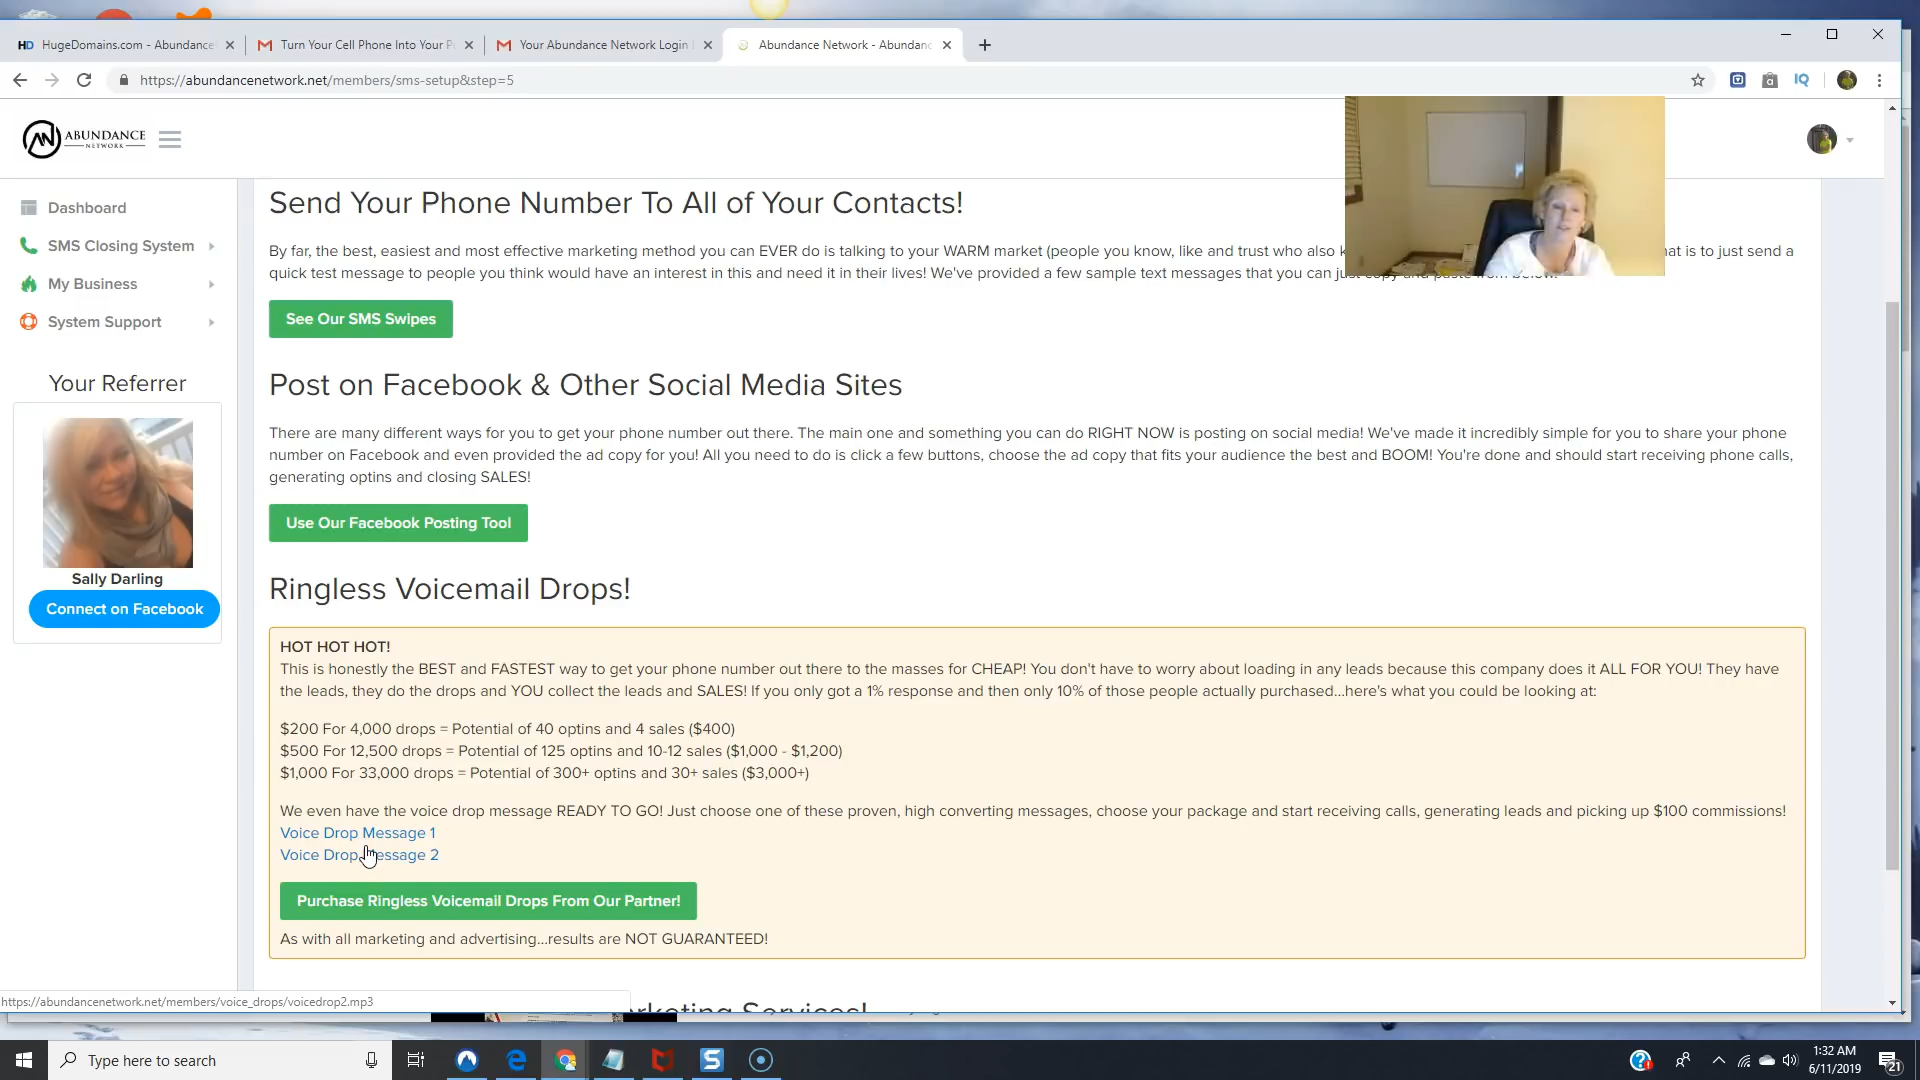 HD HugeDomains.com - Abundance
Turn Your Cell Phone Into Your P
Your Abundance Network Login
Abundance Network - Abundanc
https://abundancenetwork.net/members/sms-setup&step=5
ABUNDANCE
NETWORK
Dashboard
SMS Closing System
My Business
System Support
Your Referrer
Sally Darling
Connect on Facebook
Send Your Phone Number To All of Your Contacts!
By far, the best, easiest and most effective marketing method you can EVER do is talking to your WARM market (people you know, like and trust who also k
at is to just send a
quick test message to people you think would have an interest in this and need it in their lives! We've provided a few sample text messages that you can just copy and paste from below.
See Our SMS Swipes
Post on Facebook & Other Social Media Sites
There are many different ways for you to get your phone number out there. The main one and something you can do RIGHT NOW is posting on social media! We've made it incredibly simple for you to share your phone
number on Facebook and even provided the ad copy for you! All you need to do is click a few buttons, choose the ad copy that fits your audience the best and BOOM! You're done and should start receiving phone calls,
generating optins and closing SALES!
Use Our Facebook Posting Tool
Ringless Voicemail Drops!
HOT HOT HOT!
This is honestly the BEST and FASTEST way to get your phone number out there to the masses for CHEAP! You don't have to worry about loading in any leads because this company does it ALL FOR YOU! They have
the leads, they do the drops and YOU collect the leads and SALES! If you only got a 1% response and then only 10% of those people actually purchased...here's what you could be looking at:
$200 For 4,000 drops = Potential of 40 optins and 4 sales ($400)
$500 For 12,500 drops = Potential of 125 optins and 10-12 sales ($1,000 - $1,200)
$1,000 For 33,000 drops = Potential of 300+ optins and 30+ sales ($3,000+)
We even have the voice drop message READY TO GO! Just choose one of these proven, high converting messages, choose your package and start receiving calls, generating leads and picking up $100 commissions!
Voice Drop Message 1
Voice Drop Message 2
Purchase Ringless Voicemail Drops From Our Partner!
As with all marketing and advertising...results are NOT GUARANTEED!
https://abundancenetwork.net/members/voice_drops/voicedrop2.mp3
rketing Services!
Type here to search
1:32 AM
6/11/2019
21